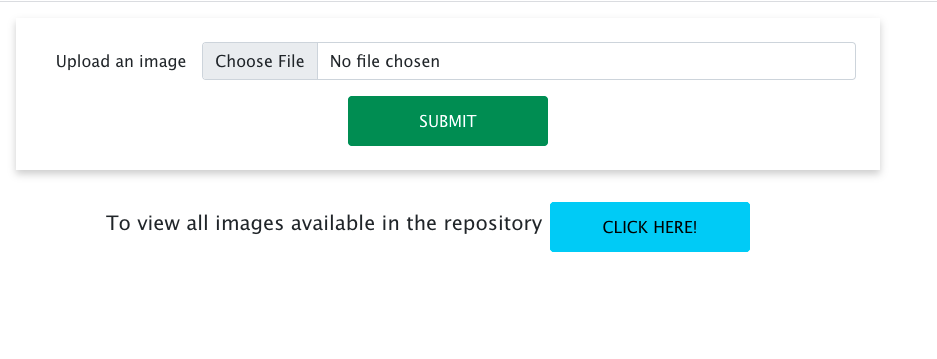 Upload an image Choose File No file chosen
SUBMIT
To view all images available in the repository CLICK HERE!